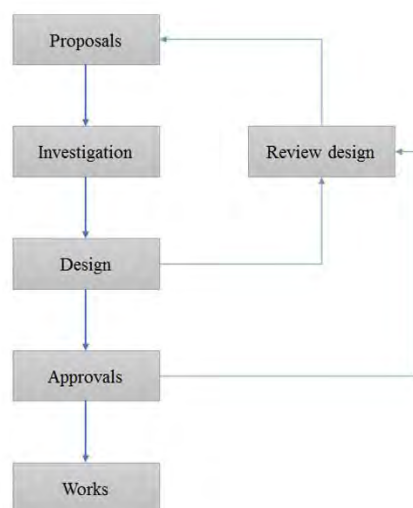 Proposals
Investigation
Review design
Design
Approvals
Works